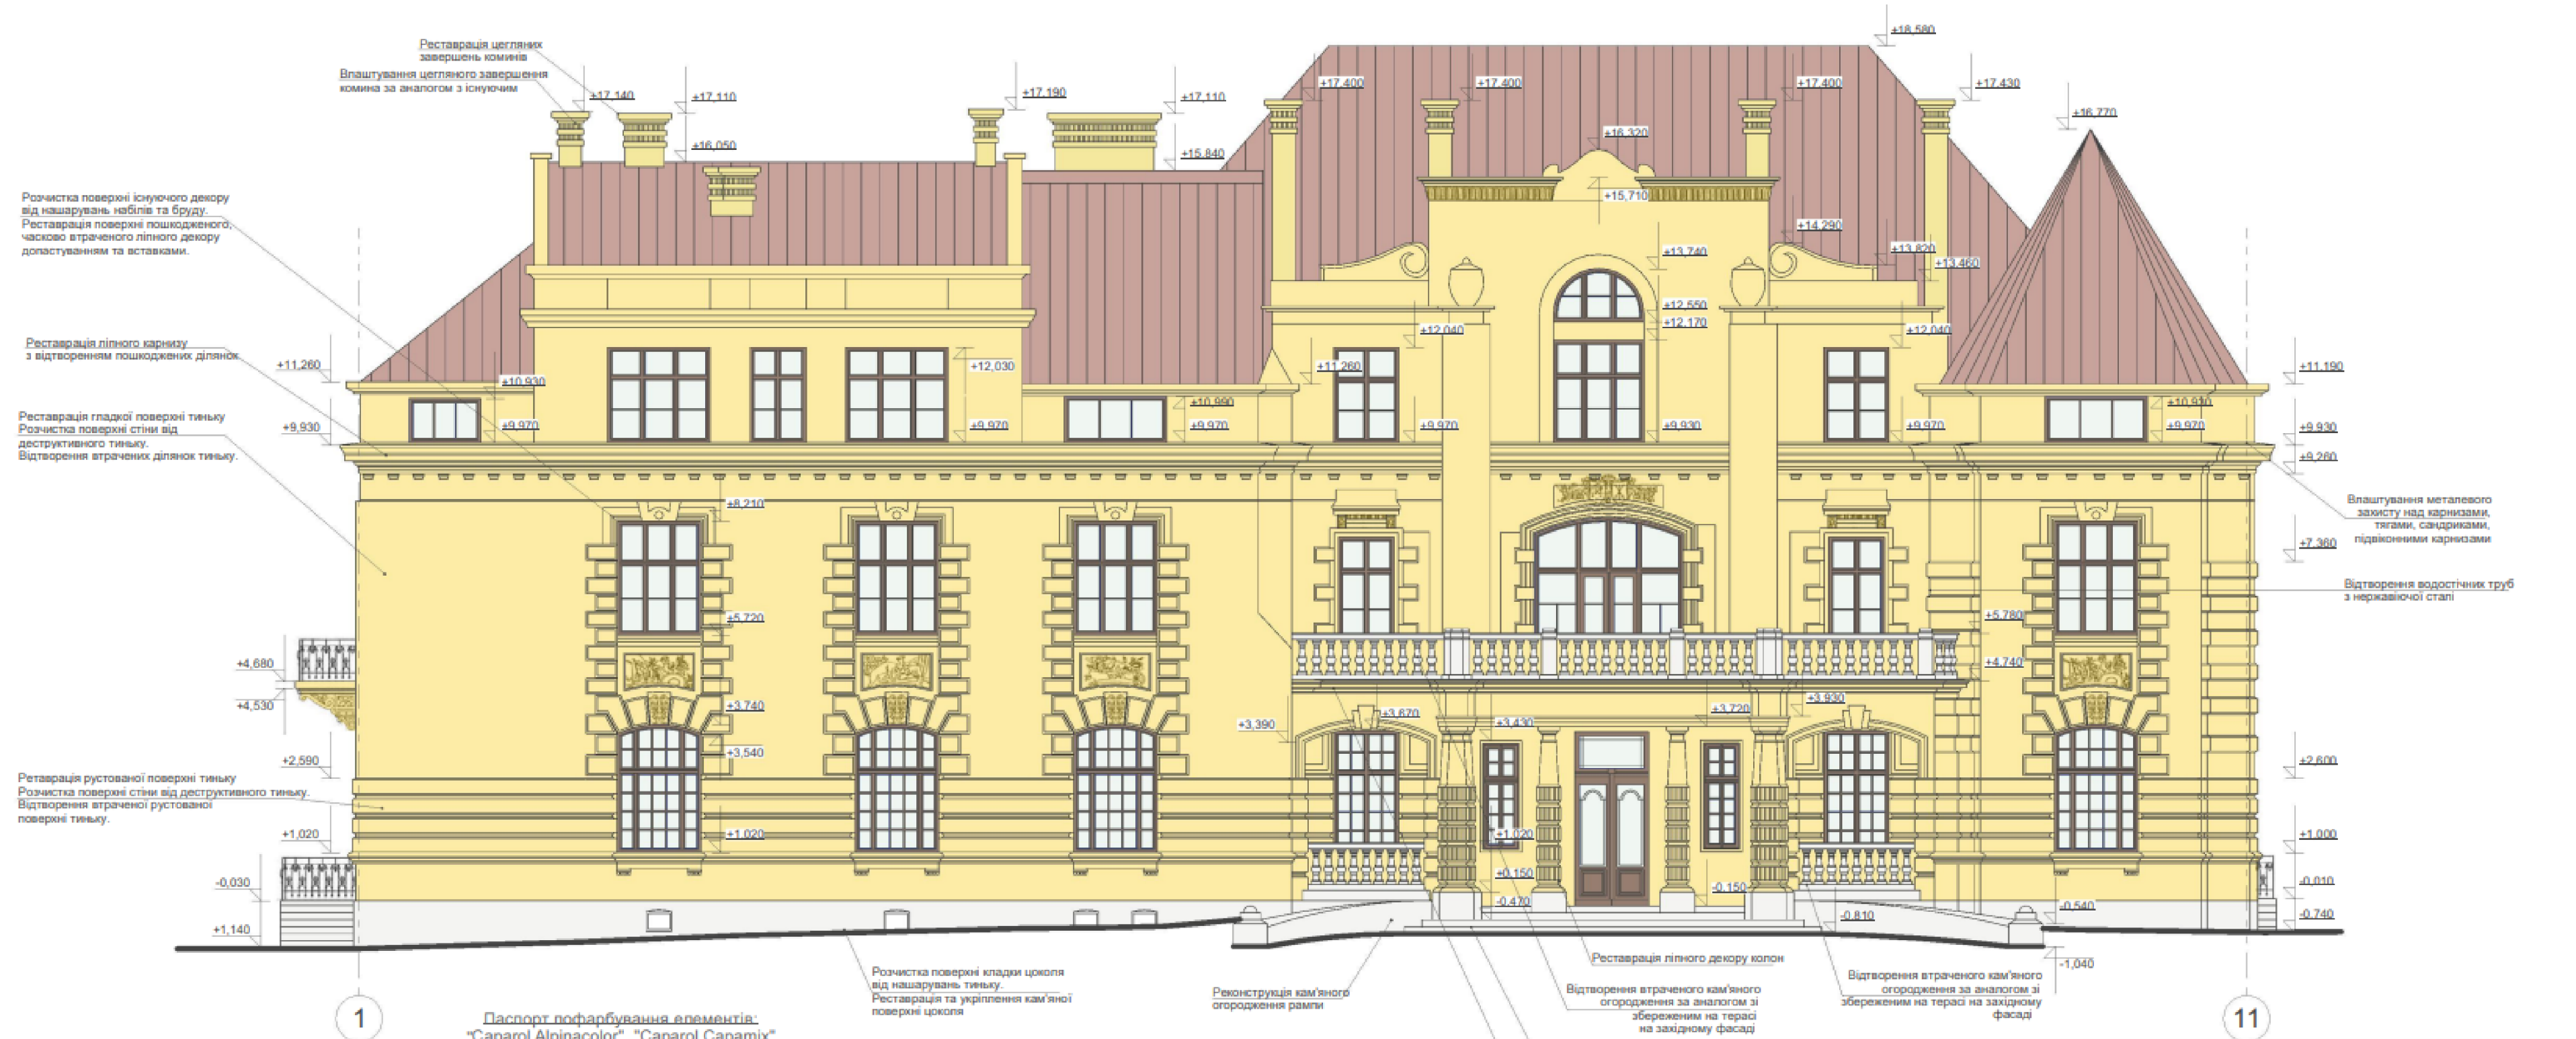 Реставрація цегляних
завершень коминів
Влаштування цегляного завершення
комина за аналогом з існуючим
+17,140
+17,110
+16,050
+17,190
+17,110
+15,840
+17,400
+17,400
+17,400
+18,580
+17,430
+16,770
+16,320
+15,710
+14,290
+13,820
+13,460
+13,740
+12,550
+12,170
+12,040
+12,040
Розчистка поверхні існуючого декору
від нашарувань набілів та бруду.
Реставрація поверхні пошкодженого,
часково втраченого ліпного декору
допастуванням та вставками.
Реставрація ліпного карнизу
з відтворенням пошкоджених ділянок
+11,260
+10,930
+9,970
+12,030
+9,970
+10,990
+9,970
+11,260
+9,970
+9,930
+9,970
+10,930
+9,970
+11,190
Реставрація гладкої поверхні тиньку
Розчистка поверхні стіни від
деструктивного тиньку.
Відтворення втрачених ділянок тиньку.
+9,930
+9,930
+9,260
+8,210
Влаштування металевого
захисту над карнизами,
тягами, сандриками,
підвіконними карнизами
+7,360
Відтворення водостічних труб
з нержавіючої сталі
+5,720
+5,780
+4,740
+4,680
+4,530
+3,740
+3,540
+3,390
+3,670
+3,430
+3,720
+3,930
+2,590
+2,600
Ретаврація рустованої поверхні тиньку
Розчистка поверхні стіни від деструктивного тиньку.
Відтворення втраченої рустованої
поверхні тиньку.
+1,020
+1,020
+1,020
+1,000
-0,030
+0,150
-0,150
-0,470
-0,810
-0,540
-0,010
-0,740
+1,140
-1,040
Розчистка поверхні кладки цоколя
від нашарувань тиньку.
Реставрація та укріплення кам'яної
поверхні цоколя
Реконструкція кам'яного
огородження рампи
Реставрація ліпного декору колон
Відтворення втраченого кам'яного
огородження за аналогом зі
збереженим на терасі
на західному фасаді
Відтворення втраченого кам'яного
огородження за аналогом зі
збереженим на терасі на західному
фасаді
1
11
Паспорт пофарбування елементів:
"Caparol Alpinacolor", "Caparol Capamix"